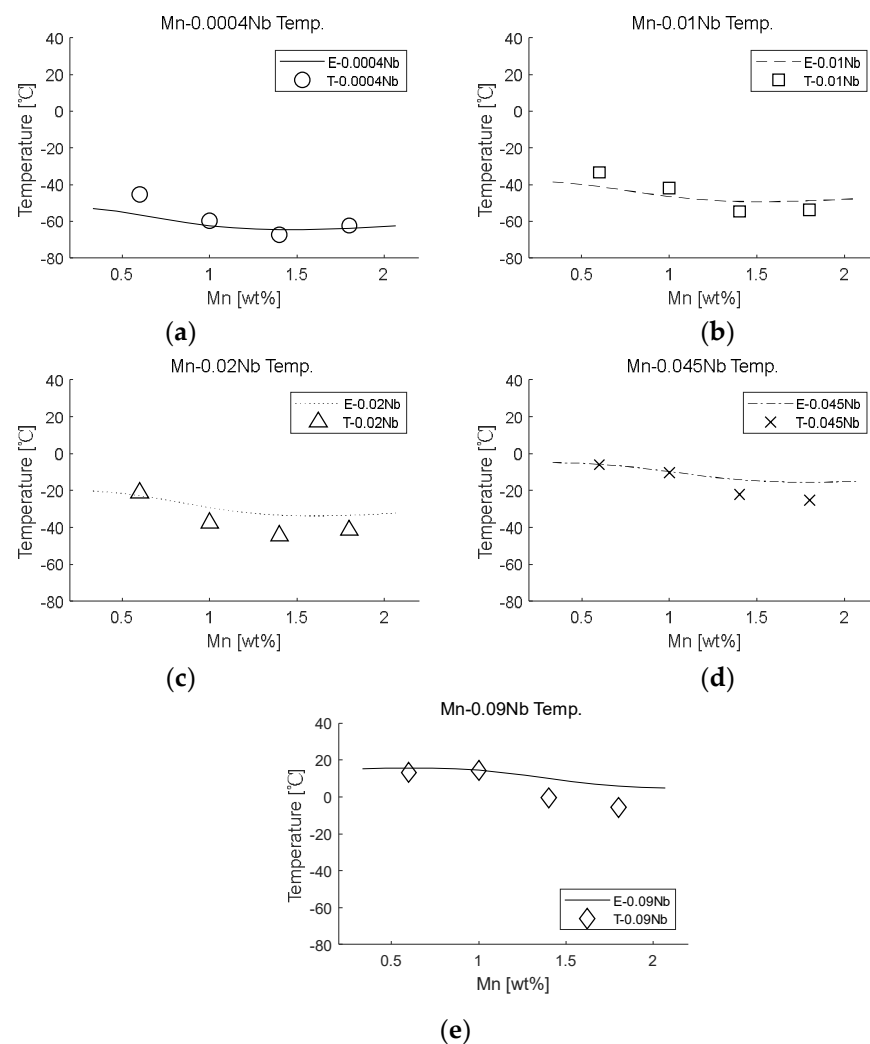 Mn-0.0004Nb Temp.
40
20
0
-20
-40
-60
-80
Temperature [℃]
E-0.0004Nb
T-0.0004Nb
0.5 1 1.5 2
Mn [wt%]
(a)
Mn-0.01Nb Temp.
40
20
0
-20
-40
-60
-80
Temperature [℃]
E-0.01Nb
T-0.01Nb
0.5 1 1.5 2
Mn [wt%]
(b)
Mn-0.02Nb Temp.
40
20
0
-20
-40
-60
-80
Temperature [℃]
E-0.02Nb
T-0.02Nb
0.5 1 1.5 2
Mn [wt%]
(c)
Mn-0.045Nb Temp.
40
20
0
-20
-40
-60
-80
Temperature [℃]
E-0.045Nb
T-0.045Nb
0.5 1 1.5 2
Mn [wt%]
(d)
Mn-0.09Nb Temp.
40
20
0
-20
-40
-60
-80
Temperature [℃]
E-0.09Nb
T-0.09Nb
0.5 1 1.5 2
Mn [wt%]
(e)